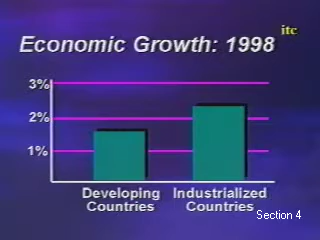 itc
Economic Growth: 1998
3%
2%
1%
Developing
Countries
Industrialized
Countries
Section 4